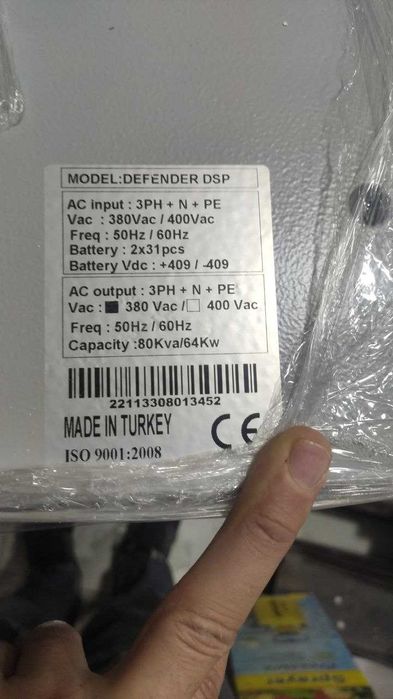 MODEL:DEFENDER DSP
AC input : 3PH + N + PE
Vac : 380Vac / 400Vac
Freq : 50Hz / 60Hz
Battery : 2x31pcs
Battery Vdc : +409 / -409
AC output : 3PH + N + PE
Vac : ■ 380 Vac / □ 400 Vac
Freq : 50Hz / 60Hz
Capacity :80Kva/64Kw
22113308013452
MADE IN TURKEY
CE
ISO 9001:2008
Sprayer